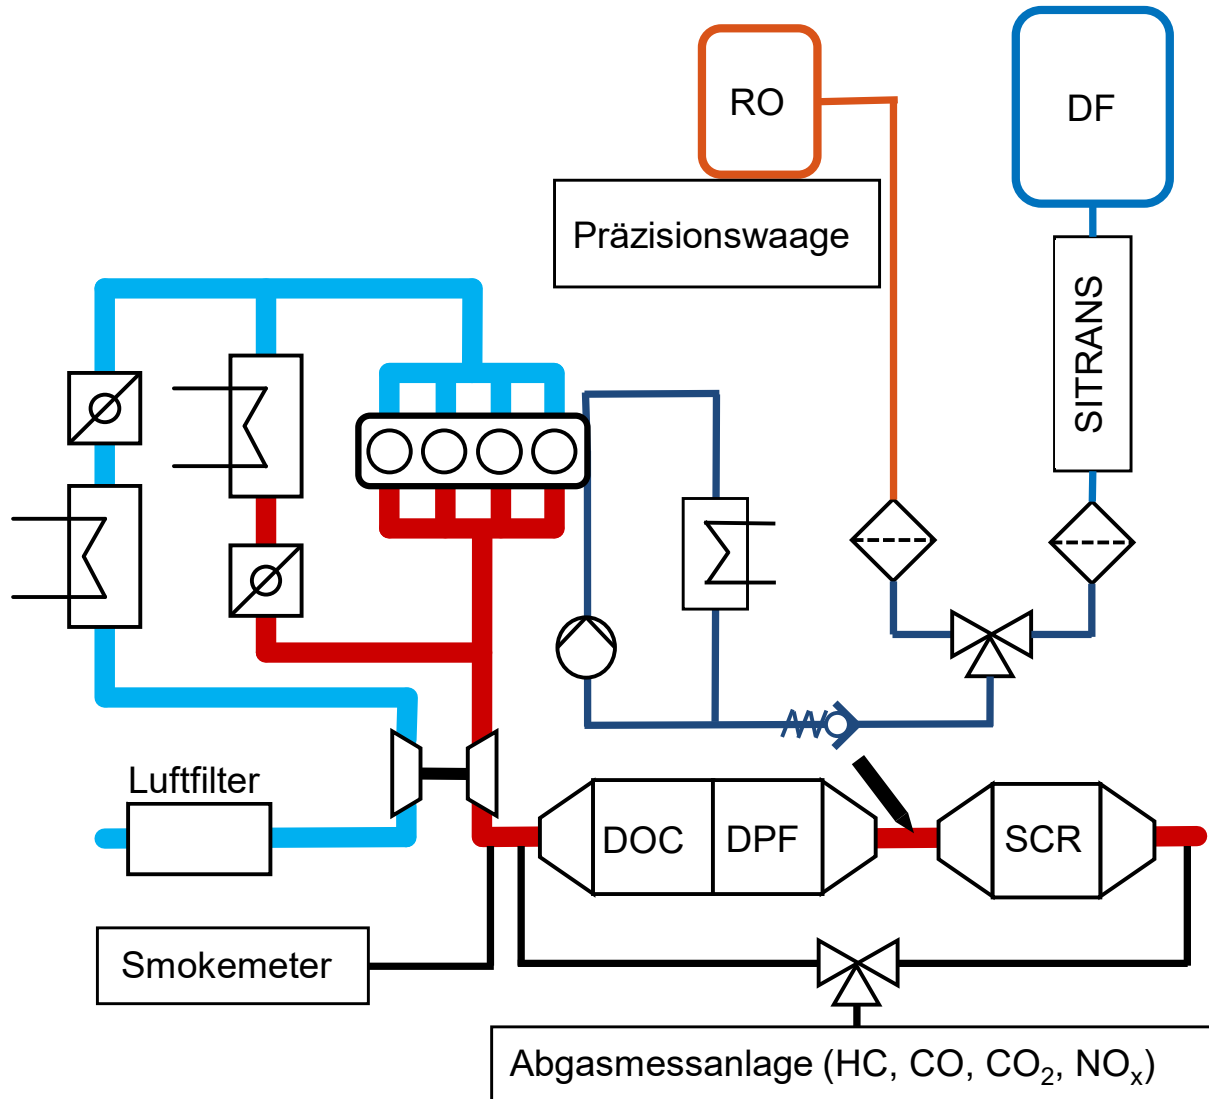 RO
DF
Präzisionswaage
SITRANS
Luftfilter
DOC
DPF
SCR
Smokemeter
Abgasmessanlage (HC, CO, CO₂, NOₓ)